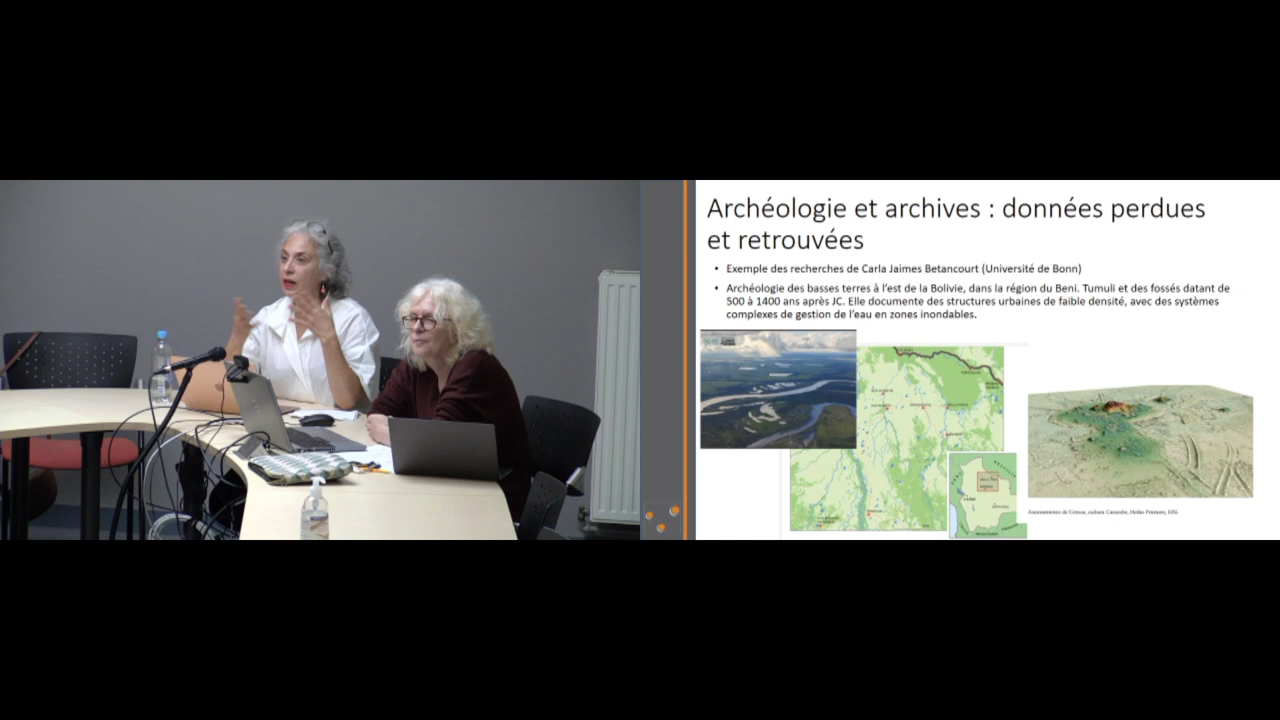 Archéologie et archives : données perdues
et retrouvées
• Exemple des recherches de Carla Jaimes Betancourt (Université de Bonn)
• Archéologie des basses terres à l'est de la Bolivie, dans la région du Beni. Tumuli et des fossés datant de
500 à 1400 ans après JC. Elle documente des structures urbaines de faible densité, avec des systèmes
complexes de gestion de l'eau en zones inondables.